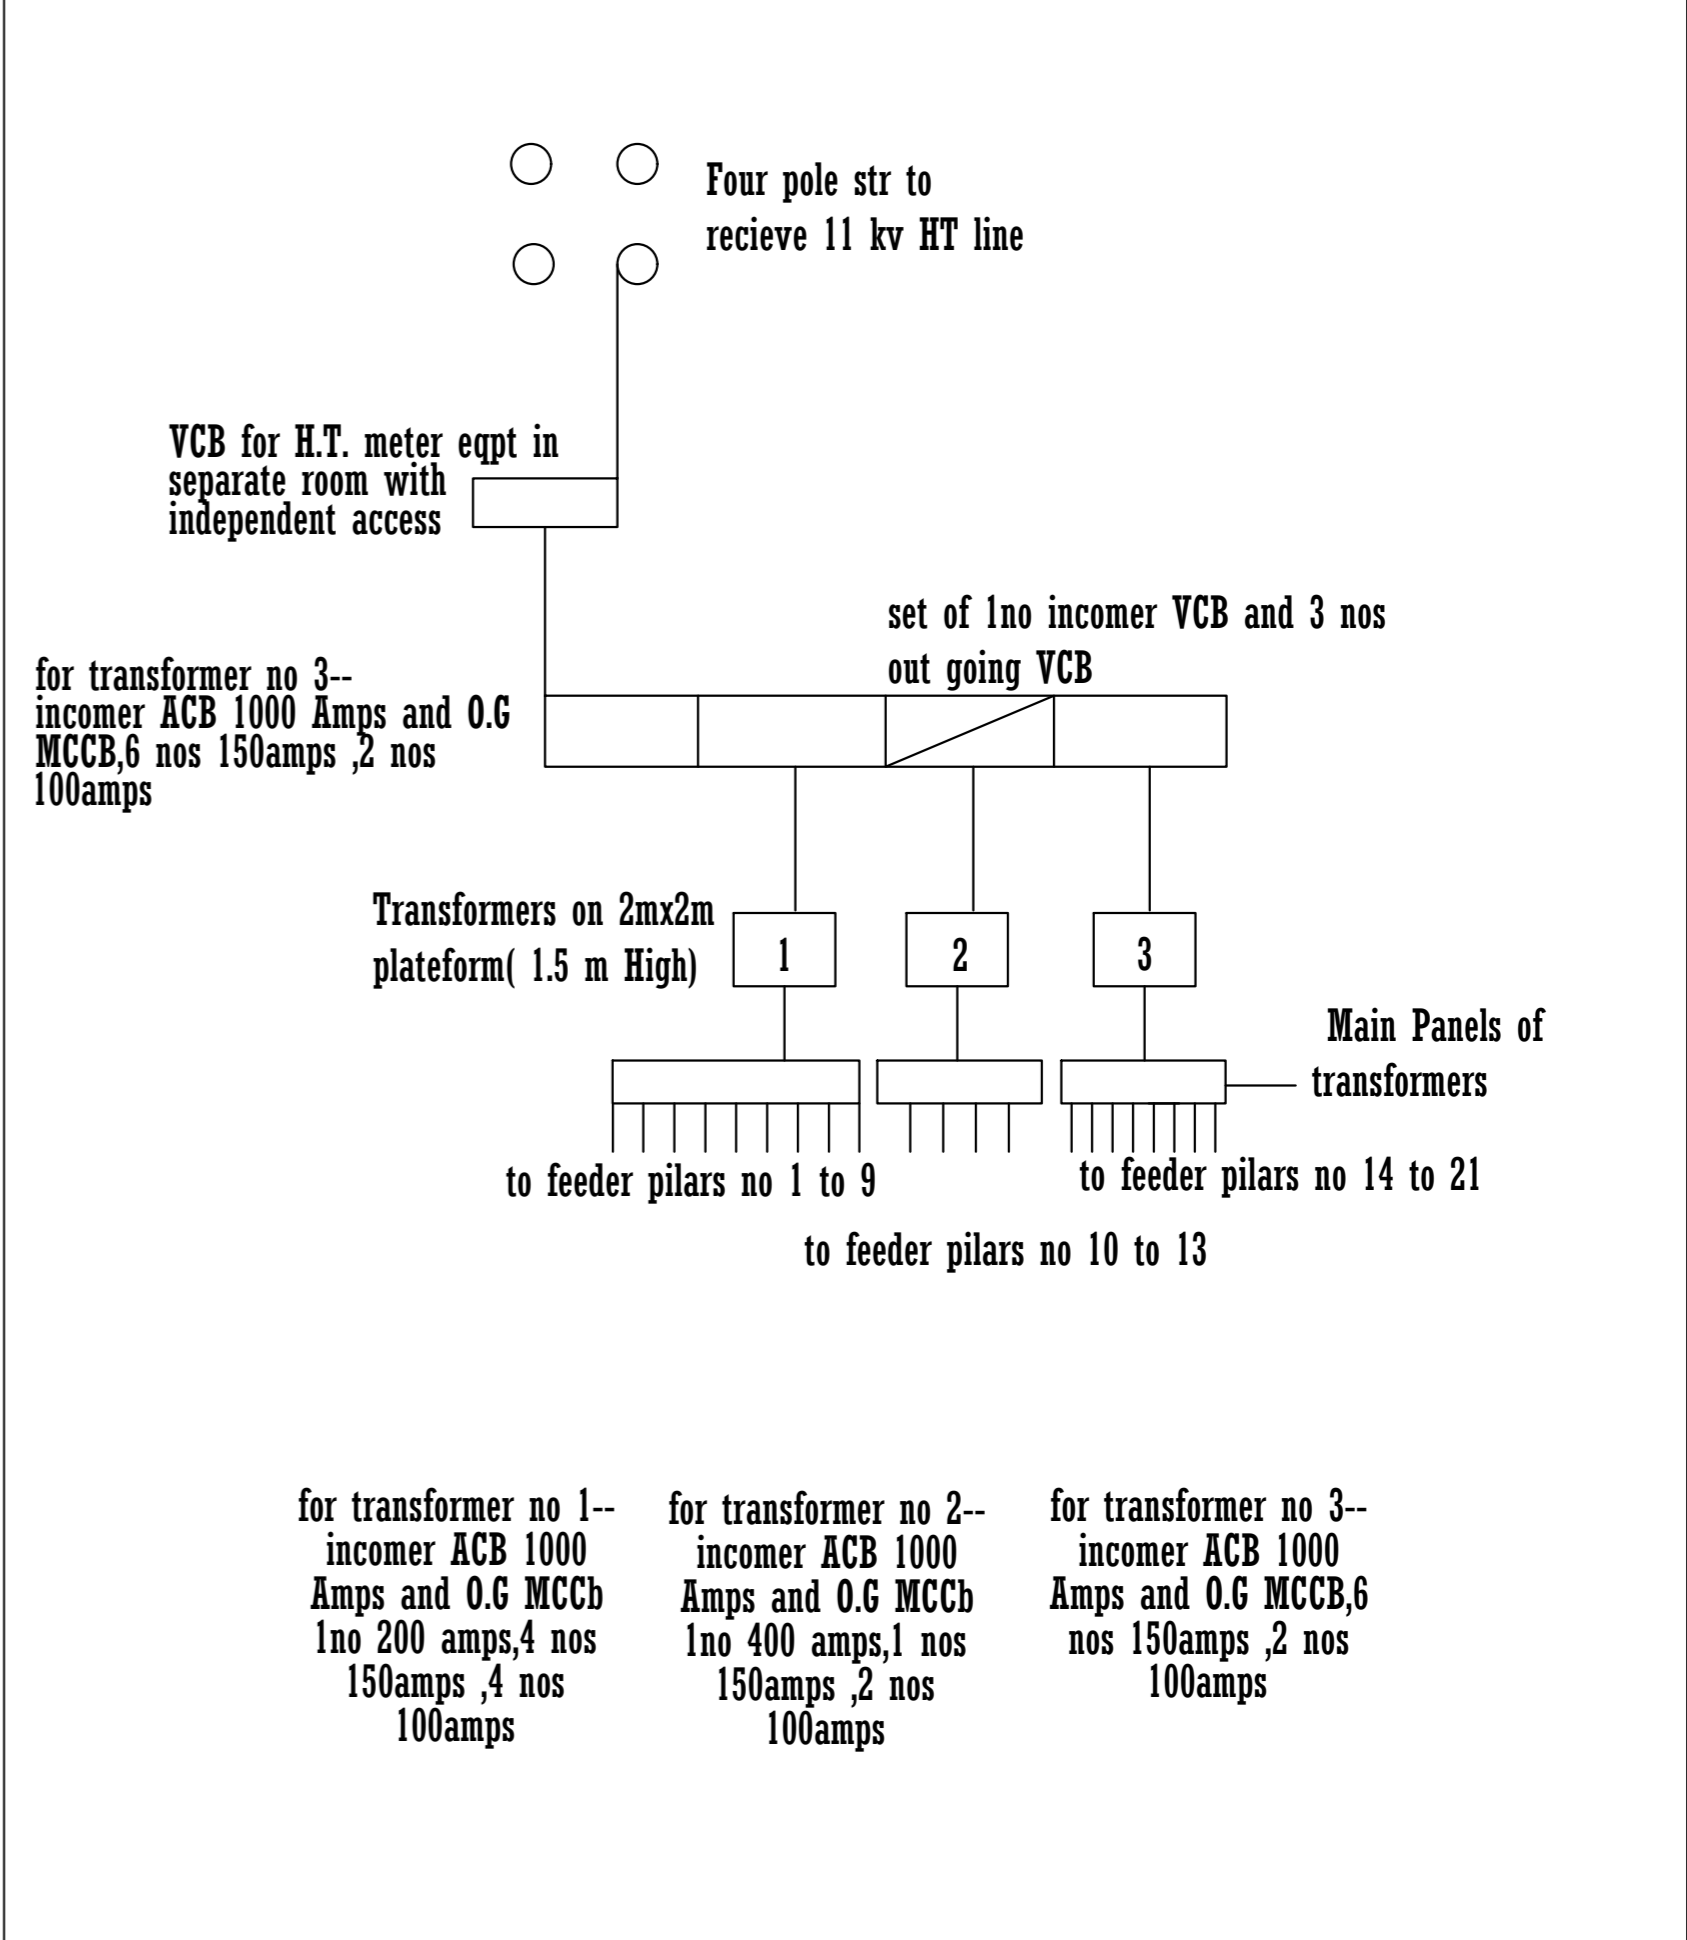 Four pole str to
recieve 11 kv HT line
VCB for H.T. meter eqpt in
separate room with
independent access
set of 1no incomer VCB and 3 nos
out going VCB
for transformer no 3--
incomer ACB 1000 Amps and O.G
MCCB,6 nos 150amps ,2 nos
100amps
Transformers on 2mx2m
plateform( 1.5 m High)
1
2
3
Main Panels of
transformers
to feeder pilars no 1 to 9
to feeder pilars no 14 to 21
to feeder pilars no 10 to 13
for transformer no 1--
incomer ACB 1000
Amps and O.G MCCb
1no 200 amps,4 nos
150amps ,4 nos
100amps
for transformer no 2--
incomer ACB 1000
Amps and O.G MCCb
1no 400 amps,1 nos
150amps ,2 nos
100amps
for transformer no 3--
incomer ACB 1000
Amps and O.G MCCB,6
nos 150amps ,2 nos
100amps